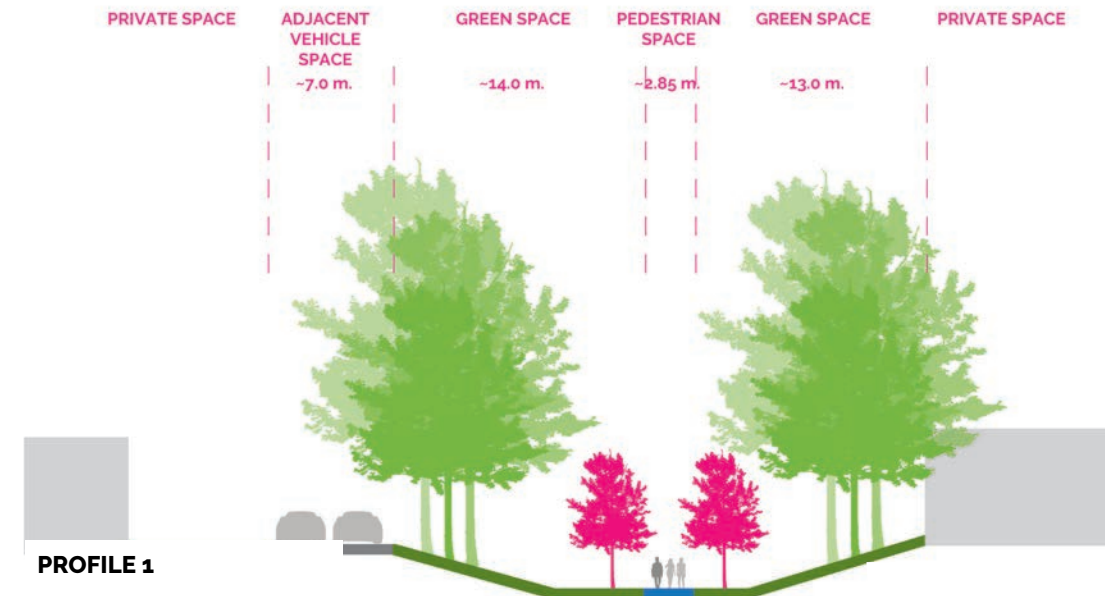 PRIVATE SPACE
ADJACENT
VEHICLE
SPACE
~7.0 m.
GREEN SPACE
~14.0 m.
PEDESTRIAN
SPACE
~2.85 m.
GREEN SPACE
~13.0 m.
PRIVATE SPACE
PROFILE 1